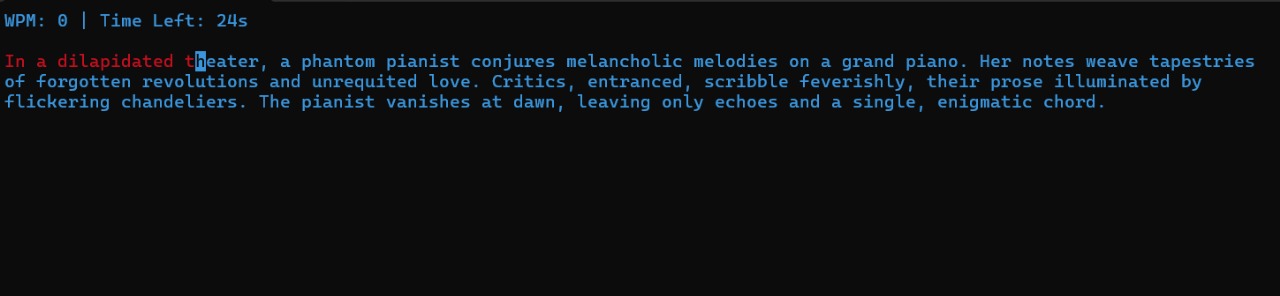 WPM: 0 | Time Left: 24s
In a dilapidated theater, a phantom pianist conjures melancholic melodies on a grand piano. Her notes weave tapestries
of forgotten revolutions and unrequited love. Critics, entranced, scribble feverishly, their prose illuminated by
flickering chandeliers. The pianist vanishes at dawn, leaving only echoes and a single, enigmatic chord.